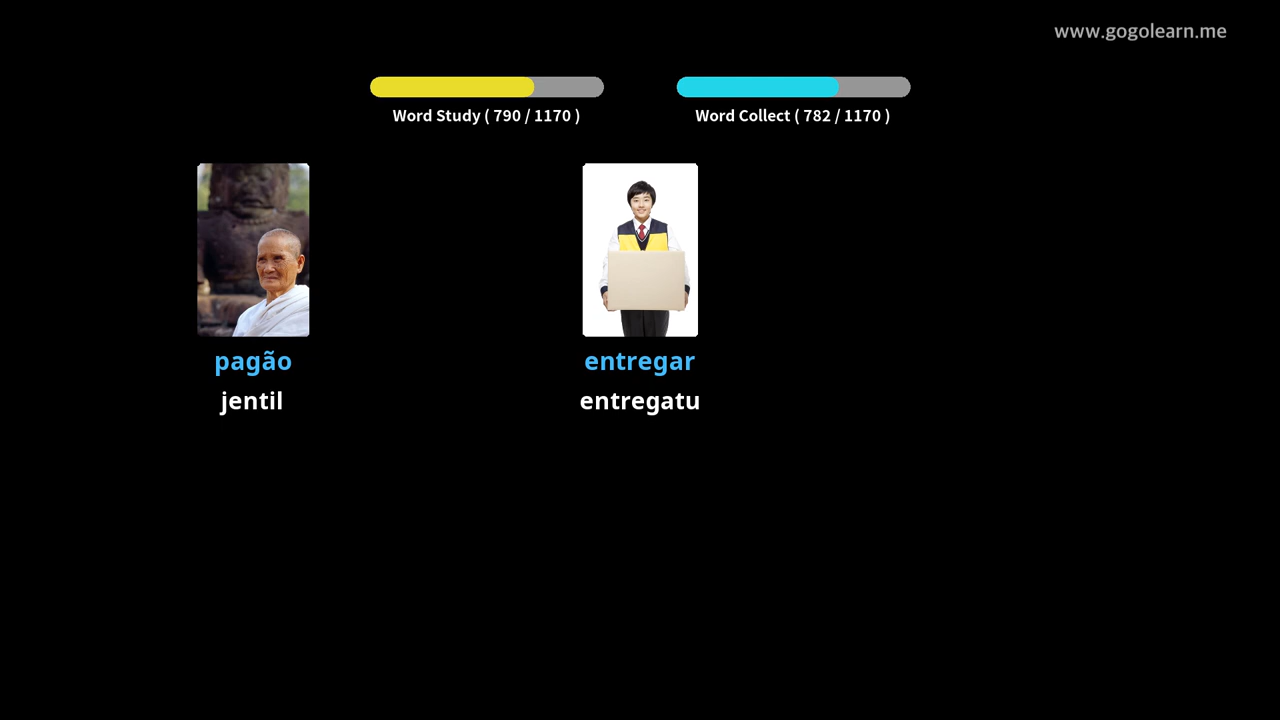 www.gogolearn.me
Word Study ( 790 / 1170 )
Word Collect ( 782 / 1170 )
pagão
entregar
jentil
entregatu